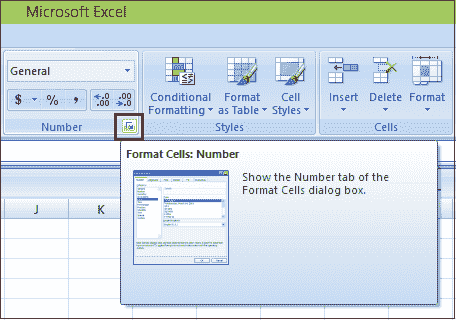 Microsoft Excel
General
$ % , .0 .00 .00 .0
Conditional Formatting Format as Table Cell Styles Insert Delete Format
Number Styles Cells
Format Cells: Number
Show the Number tab of the
Format Cells dialog box.
J K